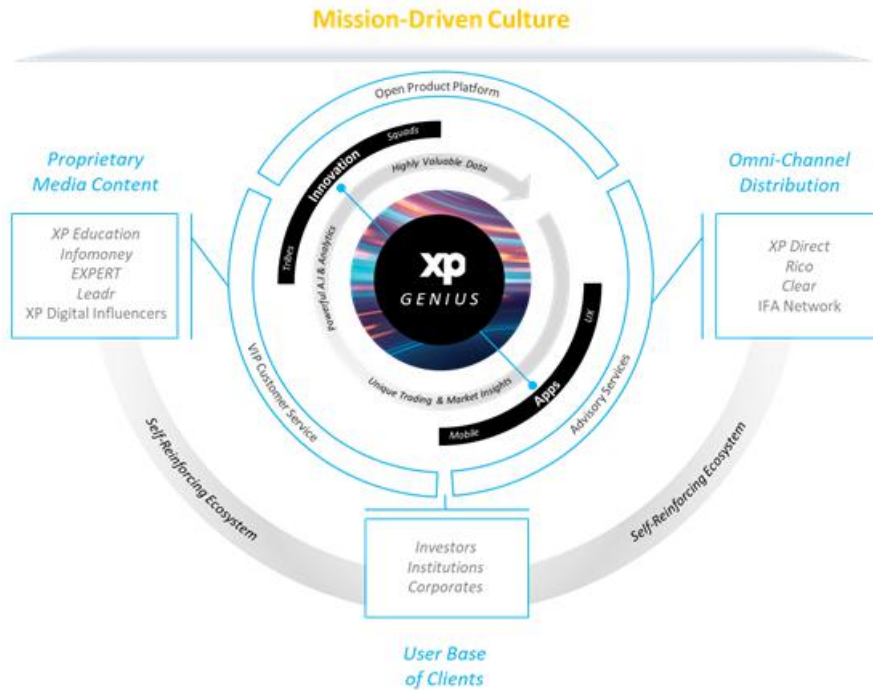 Mission-Driven Culture
Open Product Platform
Squads
Innovation
Tribes
Highly Valuable Data
Powerful A.I & Analytics
Unique Trading & Market Insights
xp
GENIUS
UX
Apps
Mobile
VIP Customer Service
Advisory Services
Proprietary
Media Content
XP Education
Infomoney
EXPERT
Leadr
XP Digital Influencers
Omni-Channel
Distribution
XP Direct
Rico
Clear
IFA Network
Self-Reinforcing Ecosystem
Self-Reinforcing Ecosystem
Investors
Institutions
Corporates
User Base
of Clients